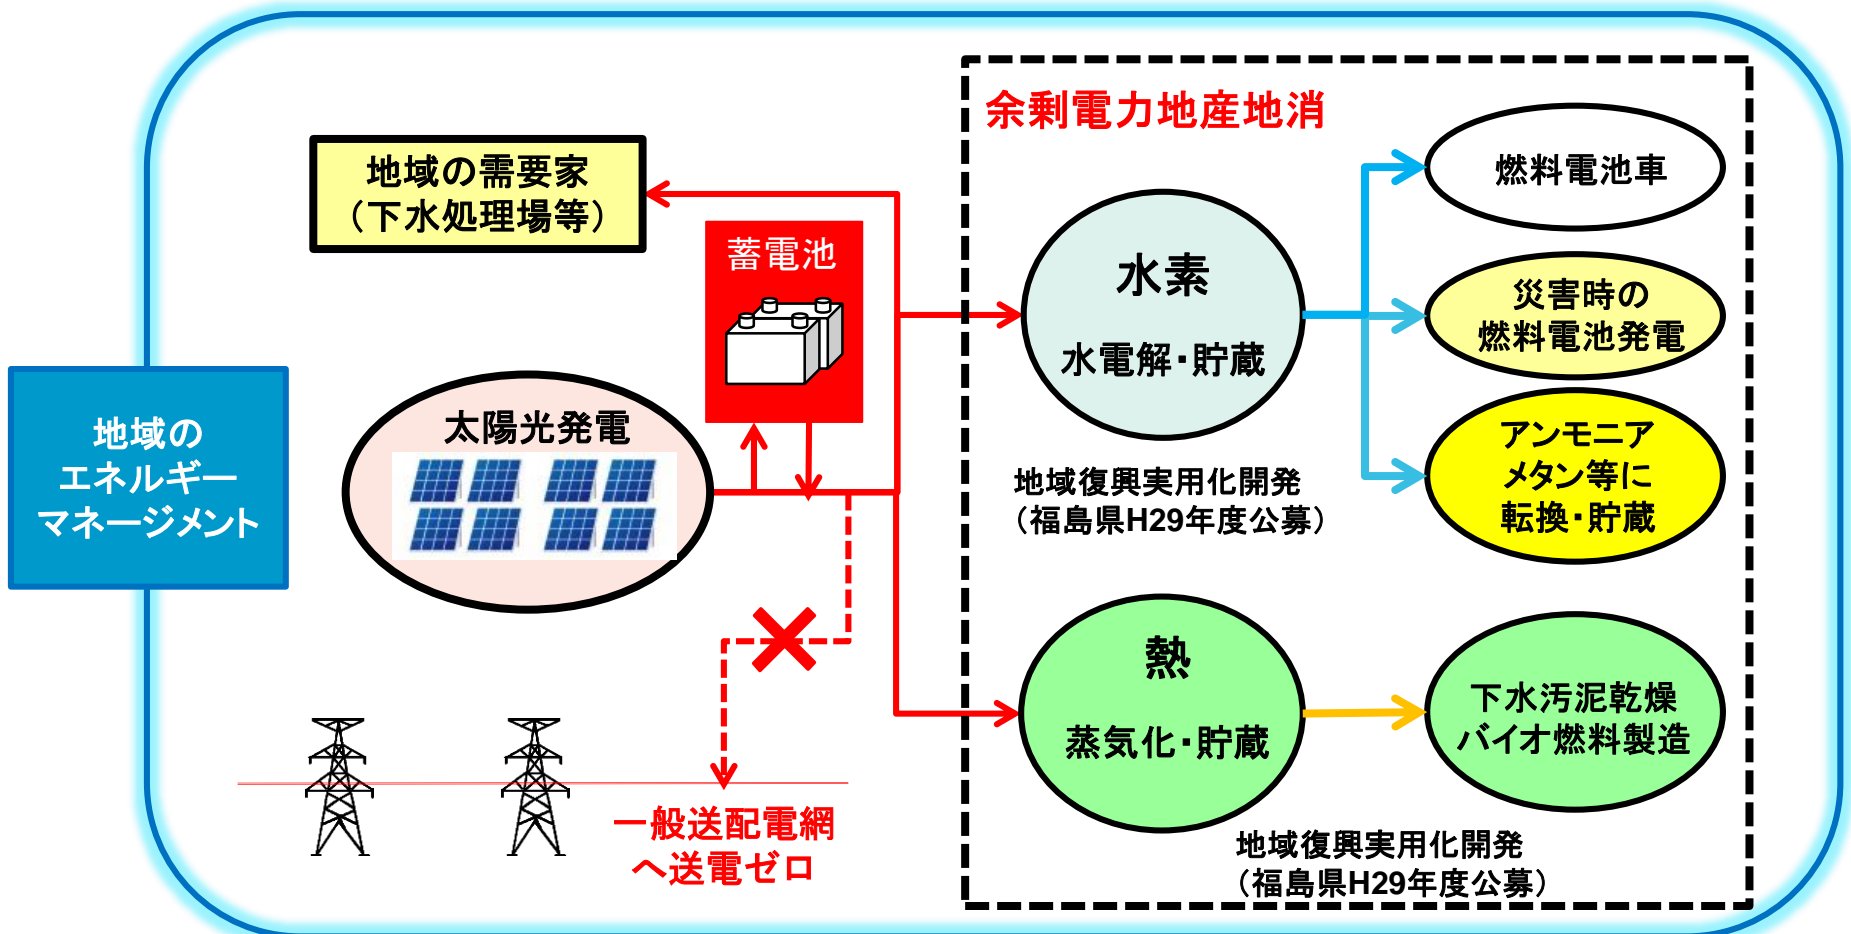 地域の
エネルギー
マネージメント
地域の需要家
（下水処理場等）
蓄電池
太陽光発電
一般送配電網
へ送電ゼロ
余剰電力地産地消
水素
水電解・貯蔵
地域復興実用化開発
（福島県H29年度公募）
燃料電池車
災害時の
燃料電池発電
アンモニア
メタン等に
転換・貯蔵
熱
蒸気化・貯蔵
下水汚泥乾燥
バイオ燃料製造
地域復興実用化開発
（福島県H29年度公募）